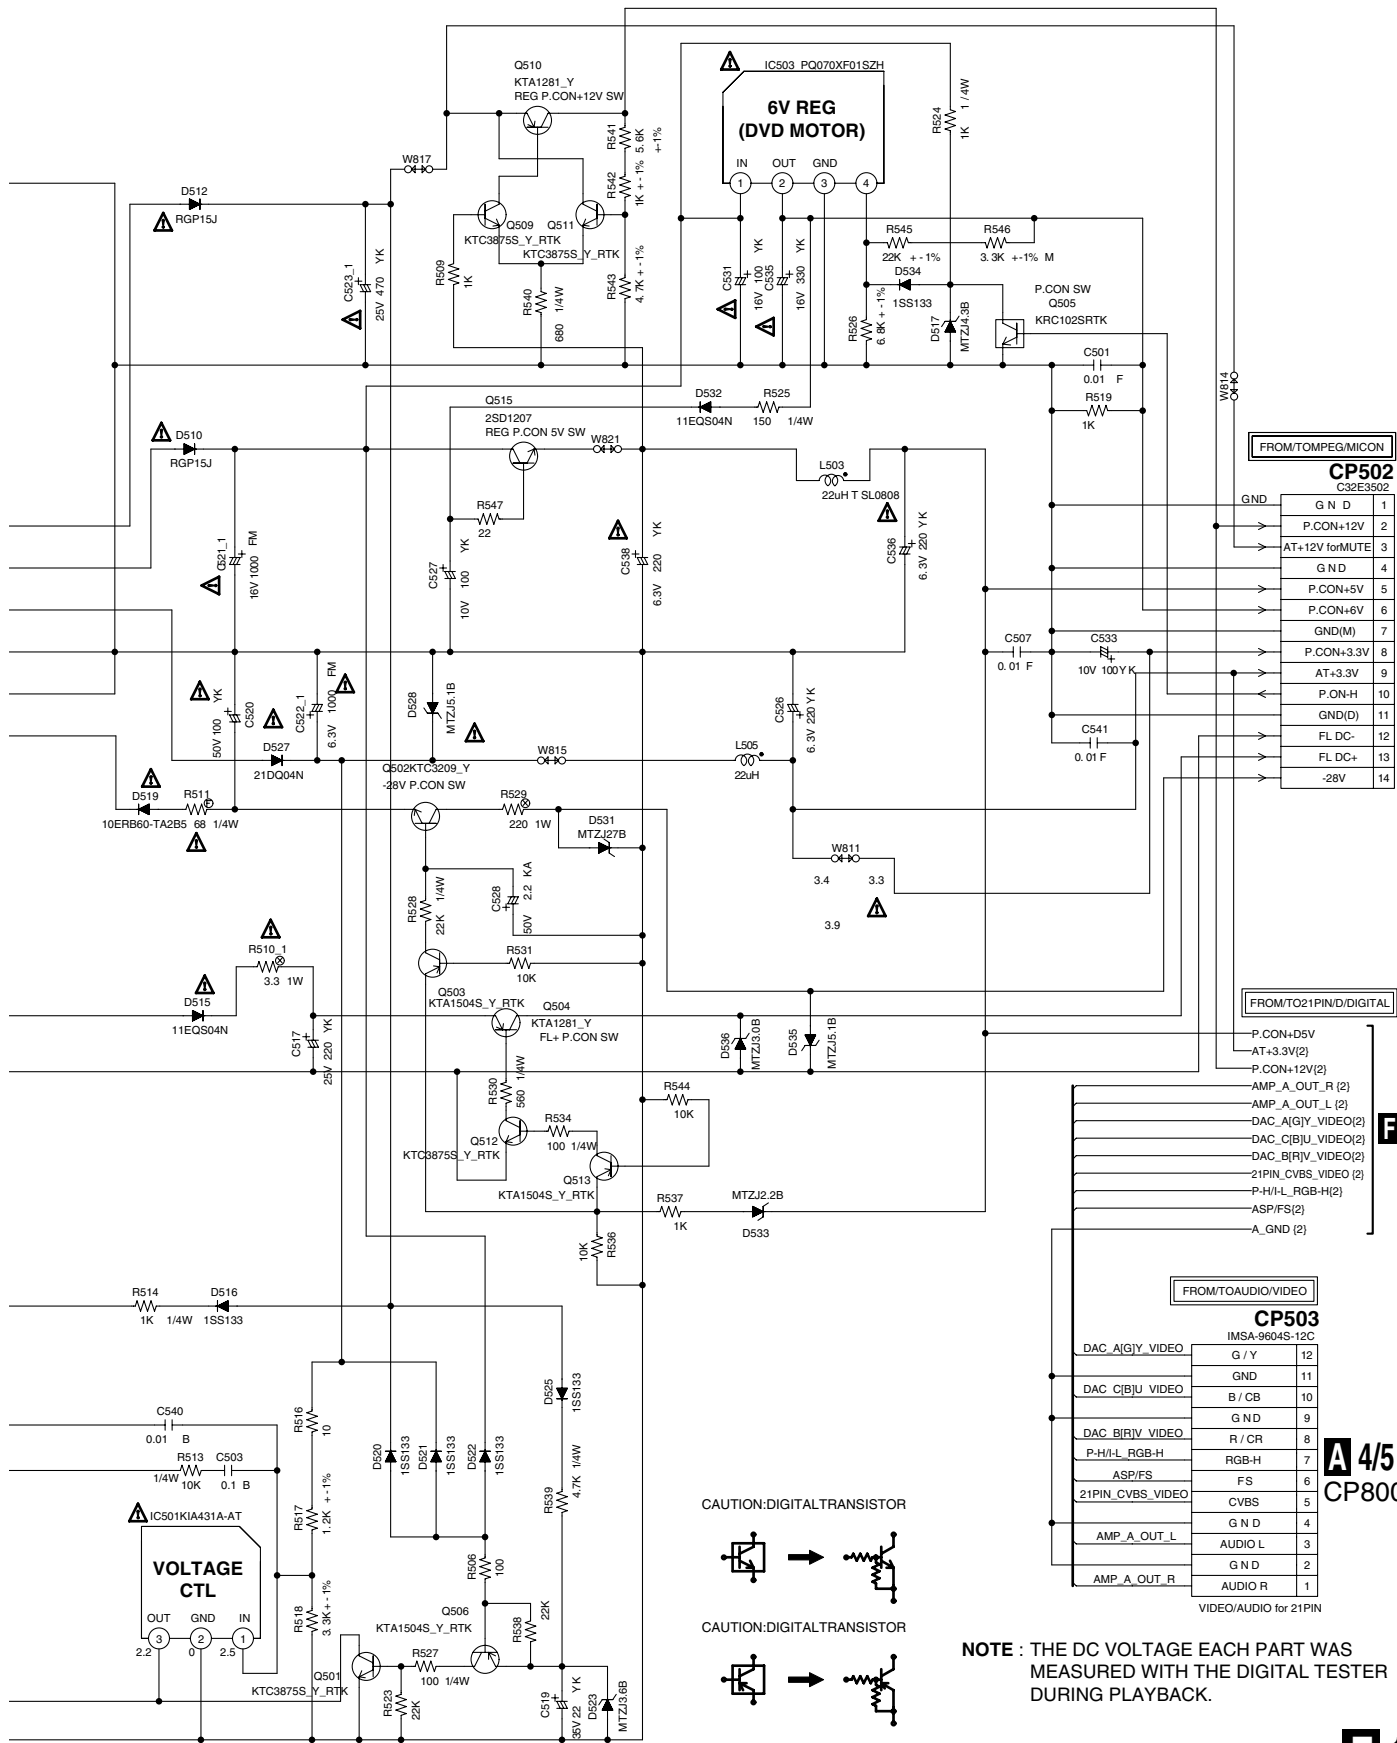 Q510
KTA1281_Y
REG P.CON+12V SW
IC503 PQ070XF01SZH
6V REG
(DVD MOTOR)
IN OUT GND
1 2 3 4
R524
1K 1/4W
R541
5.6K +-1%
R542
1K +-1%
W817
D512
RGP15J
Q509
KTC3875S_Y_RTK
Q511
KTC3875S_Y_RTK
R509
1K
R540
680 1/4W
R543
4.7K +-1%
C523_1
25V 470 YK
C531
16V 100 YK
C535
16V 330 YK
R545
22K +-1%
R546
3.3K +-1% M
D534
1SS133
R526
6.8K +-1%
D517
MTZJ4.3B
P.CON SW
Q505
KRC102SRTK
C501
0.01 F
R519
1K
W814
D532
11EQS04N
R525
150 1/4W
D510
RGP15J
Q515
2SD1207
REG P.CON 5V SW
W821
R547
22
L503
22uH T SL0808
C521_1
16V 1000 FM
C527
10V 100 YK
C538
6.3V 220 YK
C536
6.3V 220 YK
FROM/TOMPEG/MICON
CP502
C32E3502
GND
GND 1
P.CON+12V 2
AT+12V forMUTE 3
GND 4
P.CON+5V 5
P.CON+6V 6
GND(M) 7
P.CON+3.3V 8
AT+3.3V 9
P.ON-H 10
GND(D) 11
FL DC- 12
FL DC+ 13
-28V 14
C507
0.01 F
C533
10V 100YK
C541
0.01F
C520
50V 100 YK
C522_1
6.3V 1000 FM
D528
MTZJ5.1B
C526
6.3V 220 YK
D527
21DQ04N
W815
L505
22uH
D519
10ERB60-TA2B5
R511
68 1/4W
Q502KTC3209_Y
-28V P.CON SW
R529
220 1W
D531
MTZJ27B
W811
3.4 3.3
3.9
R528
22K 1/4W
C528
50V 2.2 KA
R510_1
3.3 1W
R531
10K
Q503
KTA1504S_Y_RTK
D515
11EQS04N
C517
25V 220 YK
Q504
KTA1281_Y
FL+ P.CON SW
D536
MTZJ3.0B
D535
MTZJ5.1B
R530
560 1/4W
R544
10K
R534
100 1/4W
Q512
KTC3875S_Y_RTK
Q513
KTA1504S_Y_RTK
R537
1K
MTZJ2.2B
D533
R536
10K
FROM/TO21PIN/D/DIGITAL
P.CON+D5V
AT+3.3V{2}
P.CON+12V{2}
AMP_A_OUT_R {2}
AMP_A_OUT_L {2}
DAC_A[G]Y_VIDEO{2}
DAC_C[B]U_VIDEO{2}
DAC_B[R]V_VIDEO{2}
21PIN_CVBS_VIDEO {2}
P-H/I-L_RGB-H{2}
ASP/FS{2}
A_GND {2}
F
R514
1K 1/4W
D516
1SS133
D525
1SS133
C540
0.01 B
R513
1/4W 10K
C503
0.1 B
R516
10
D520
1SS133
D521
1SS133
D522
1SS133
R539
4.7K 1/4W
R517
1.2K +-1%
IC501KIA431A-AT
VOLTAGE
CTL
OUT GND IN
3 2 1
2.2 0 2.5
R518
3.3K+-1%
R506
100
Q506
KTA1504S_Y_RTK
R538
22K
Q501
KTC3875S_Y_RTK
R527
100 1/4W
R523
22K
C519
35V 22 YK
D523
MTZJ3.6B
FROM/TOAUDIO/VIDEO
CP503
IMSA-9604S-12C
DAC_A[G]Y_VIDEO G/Y 12
GND 11
DAC C[B]U VIDEO B/CB 10
GND 9
DAC B[R]V VIDEO R/CR 8
P-H/I-L_RGB-H RGB-H 7
ASP/FS FS 6
21PIN_CVBS_VIDEO CVBS 5
GND 4
AMP_A_OUT_L AUDIO L 3
GND 2
AMP_A_OUT_R AUDIO R 1
VIDEO/AUDIO for 21PIN
A 4/5
CP800
CAUTION:DIGITALTRANSISTOR
CAUTION:DIGITALTRANSISTOR
NOTE : THE DC VOLTAGE EACH PART WAS
MEASURED WITH THE DIGITAL TESTER
DURING PLAYBACK.